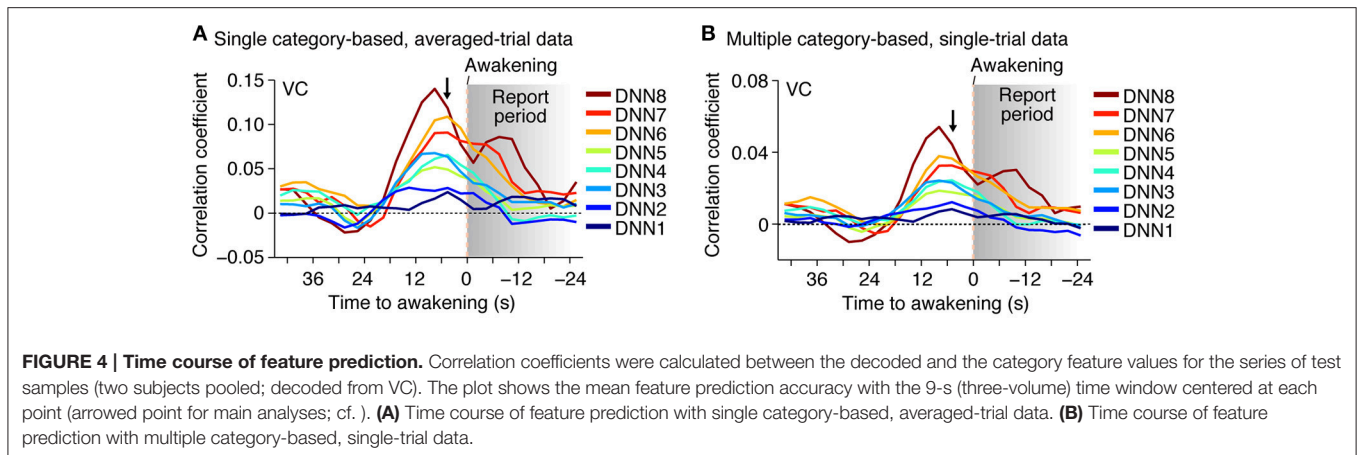 A Single category-based, averaged-trial data
Awakening
VC
Report
period
0.15
0.10
0.05
0
−0.05
Correlation coefficient
36 24 12 0 −12 −24
Time to awakening (s)
DNN8
DNN7
DNN6
DNN5
DNN4
DNN3
DNN2
DNN1
B Multiple category-based, single-trial data
Awakening
VC
Report
period
0.08
0.04
0
Correlation coefficient
36 24 12 0 −12 −24
Time to awakening (s)
DNN8
DNN7
DNN6
DNN5
DNN4
DNN3
DNN2
DNN1
FIGURE 4 | Time course of feature prediction. Correlation coefficients were calculated between the decoded and the category feature values for the series of test
samples (two subjects pooled; decoded from VC). The plot shows the mean feature prediction accuracy with the 9-s (three-volume) time window centered at each
point (arrowed point for main analyses; cf. ). (A) Time course of feature prediction with single category-based, averaged-trial data. (B) Time course of feature
prediction with multiple category-based, single-trial data.